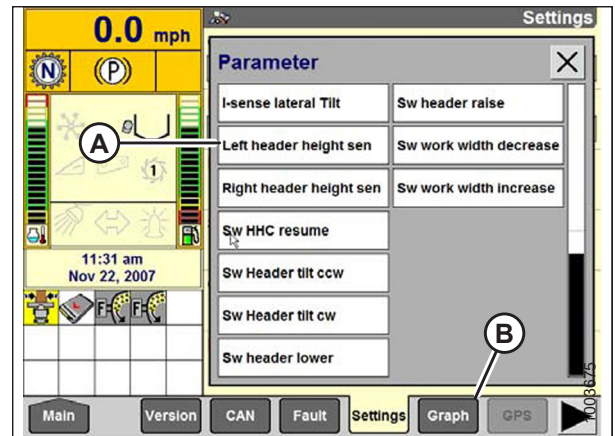 0.0 mph
Settings
(P)
Parameter
I-sense lateral Tilt
Sw header raise
A
Left header height sen
Sw work width decrease
1
Right header height sen
Sw work width increase
Sw HHC resume
11:31 am
Nov 22, 2007
Sw Header tilt ccw
F
F
Sw Header tilt cw
B
Sw header lower
1003675
Main
Version
CAN
Fault
Settings
Graph
GPS